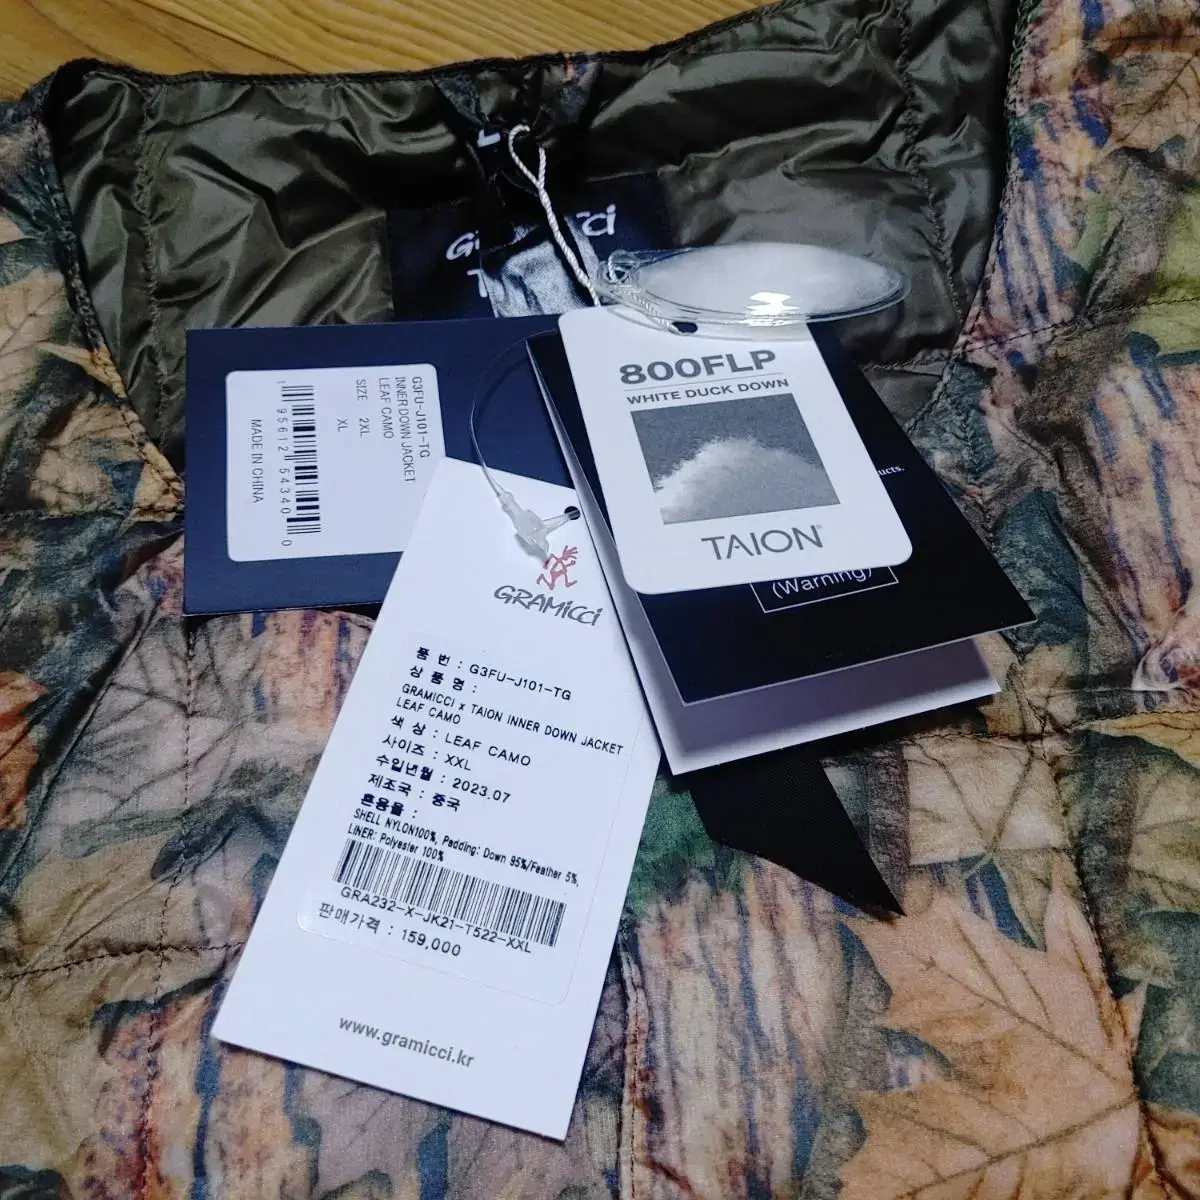 L
GRAMiCCi
G3FU-J101-TG
INNER DOWN JACKET
LEAF CAMO
SIZE 2XL
XL
1 95612 54340 0
MADE IN CHINA
800FLP
WHITE DUCK DOWN
TAION
ucts.
(Warning)
GRAMiCCi
품 번 : G3FU-J101-TG
상 품 명 :
GRAMICCI x TAION INNER DOWN JACKET
LEAF CAMO
색 상 : LEAF CAMO
사이즈 : XXL
수입년월 : 2023.07
제조국 : 중국
혼용율 :
SHELL NYLON100%, Padding: Down 95%/Feather 5%,
LINER: Polyester 100%
GRA232-X-JK21-T522-XXL
판매가격 : 159,000
www.gramicci.kr